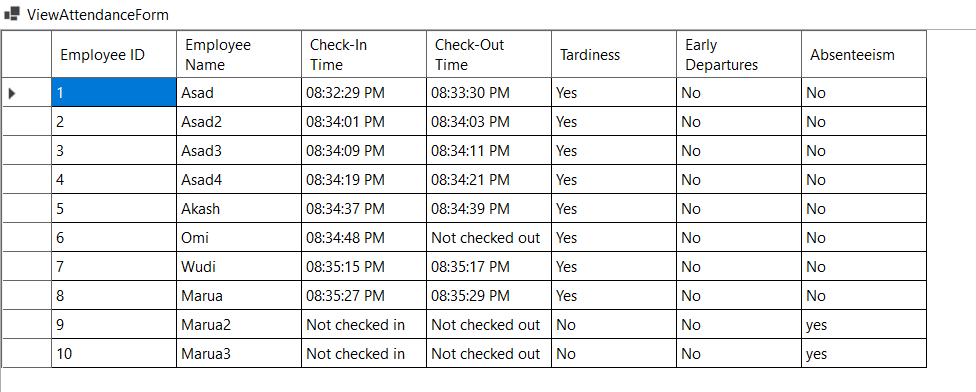 ViewAttendanceForm
Employee ID Employee Name Check-In Time Check-Out Time Tardiness Early Departures Absenteeism
1 Asad 08:32:29 PM 08:33:30 PM Yes No No
2 Asad2 08:34:01 PM 08:34:03 PM Yes No No
3 Asad3 08:34:09 PM 08:34:11 PM Yes No No
4 Asad4 08:34:19 PM 08:34:21 PM Yes No No
5 Akash 08:34:37 PM 08:34:39 PM Yes No No
6 Omi 08:34:48 PM Not checked out Yes No No
7 Wudi 08:35:15 PM 08:35:17 PM Yes No No
8 Marua 08:35:27 PM 08:35:29 PM Yes No No
9 Marua2 Not checked in Not checked out No No yes
10 Marua3 Not checked in Not checked out No No yes